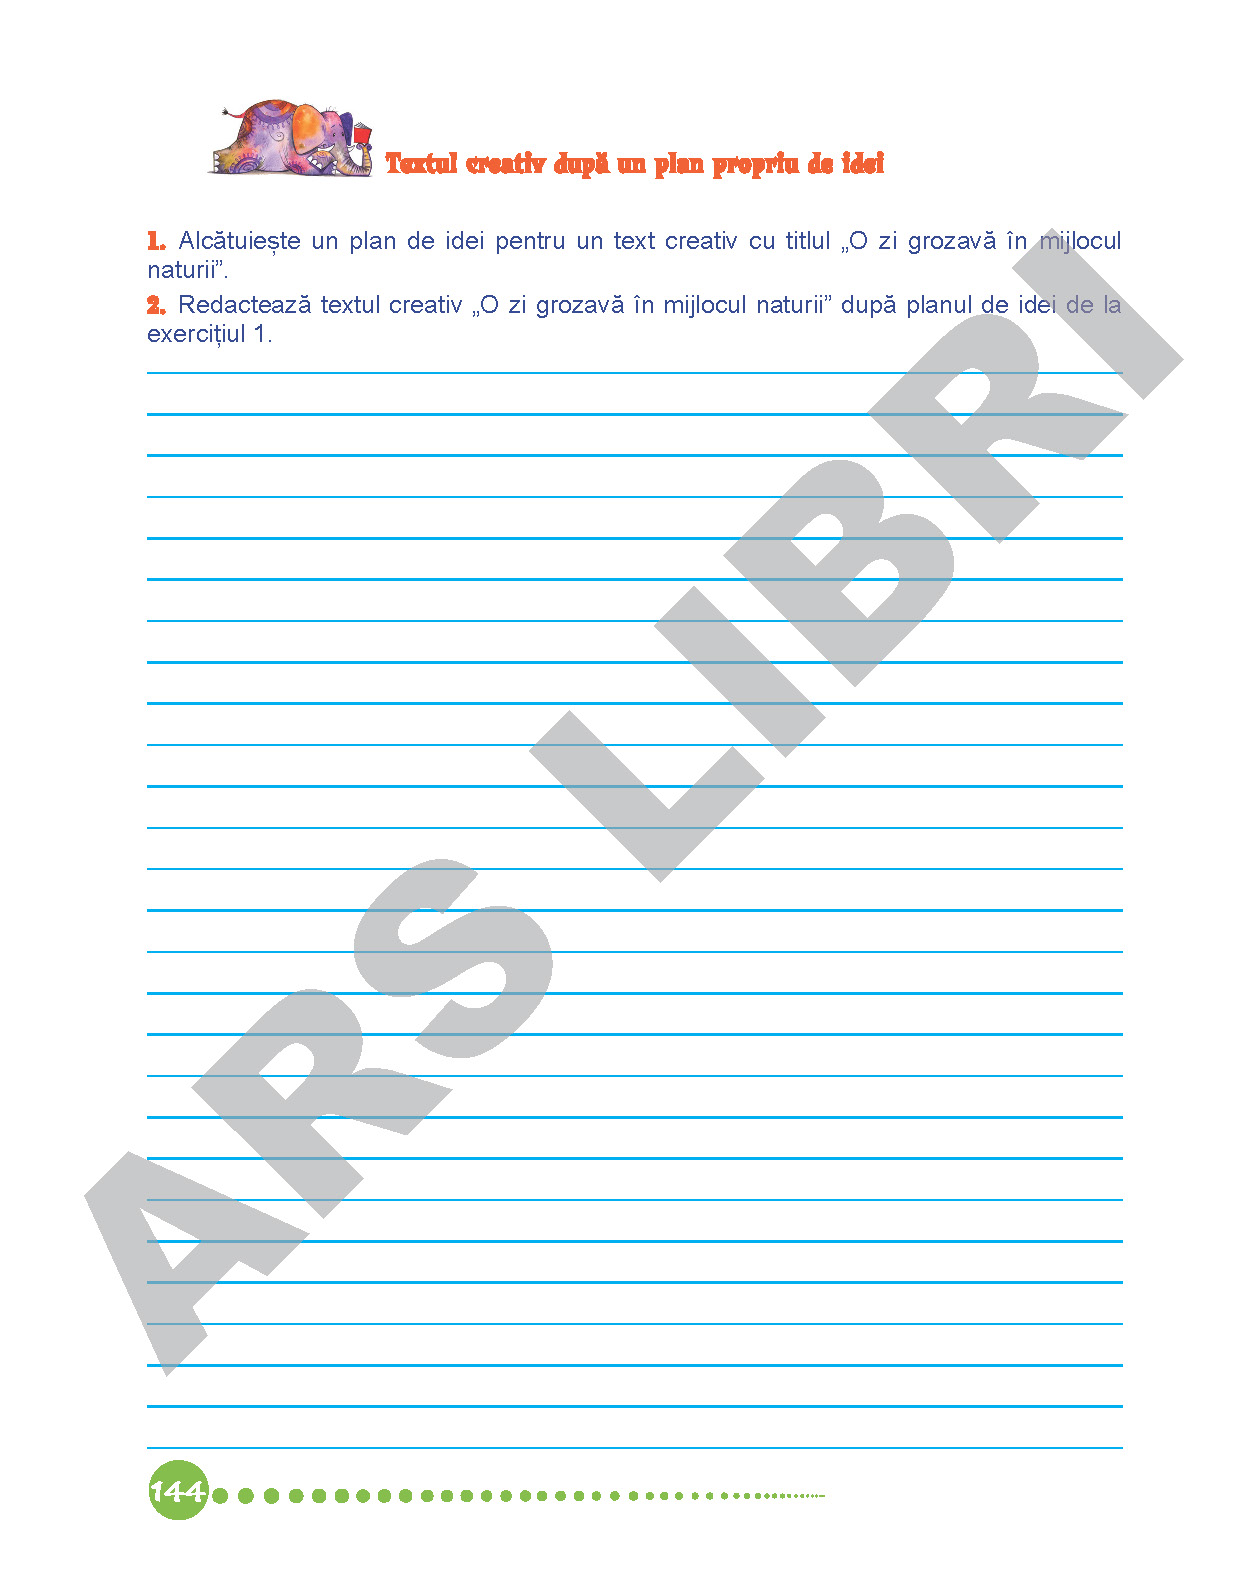 Textul creativ după un plan propriu de idei
1. Alcătuiește un plan de idei pentru un text creativ cu titlul „O zi grozavă în mijlocul
naturii”.
2. Redactează textul creativ „O zi grozavă în mijlocul naturii” după planul de idei de la
exercițiul 1.
ARS LIBRI
144